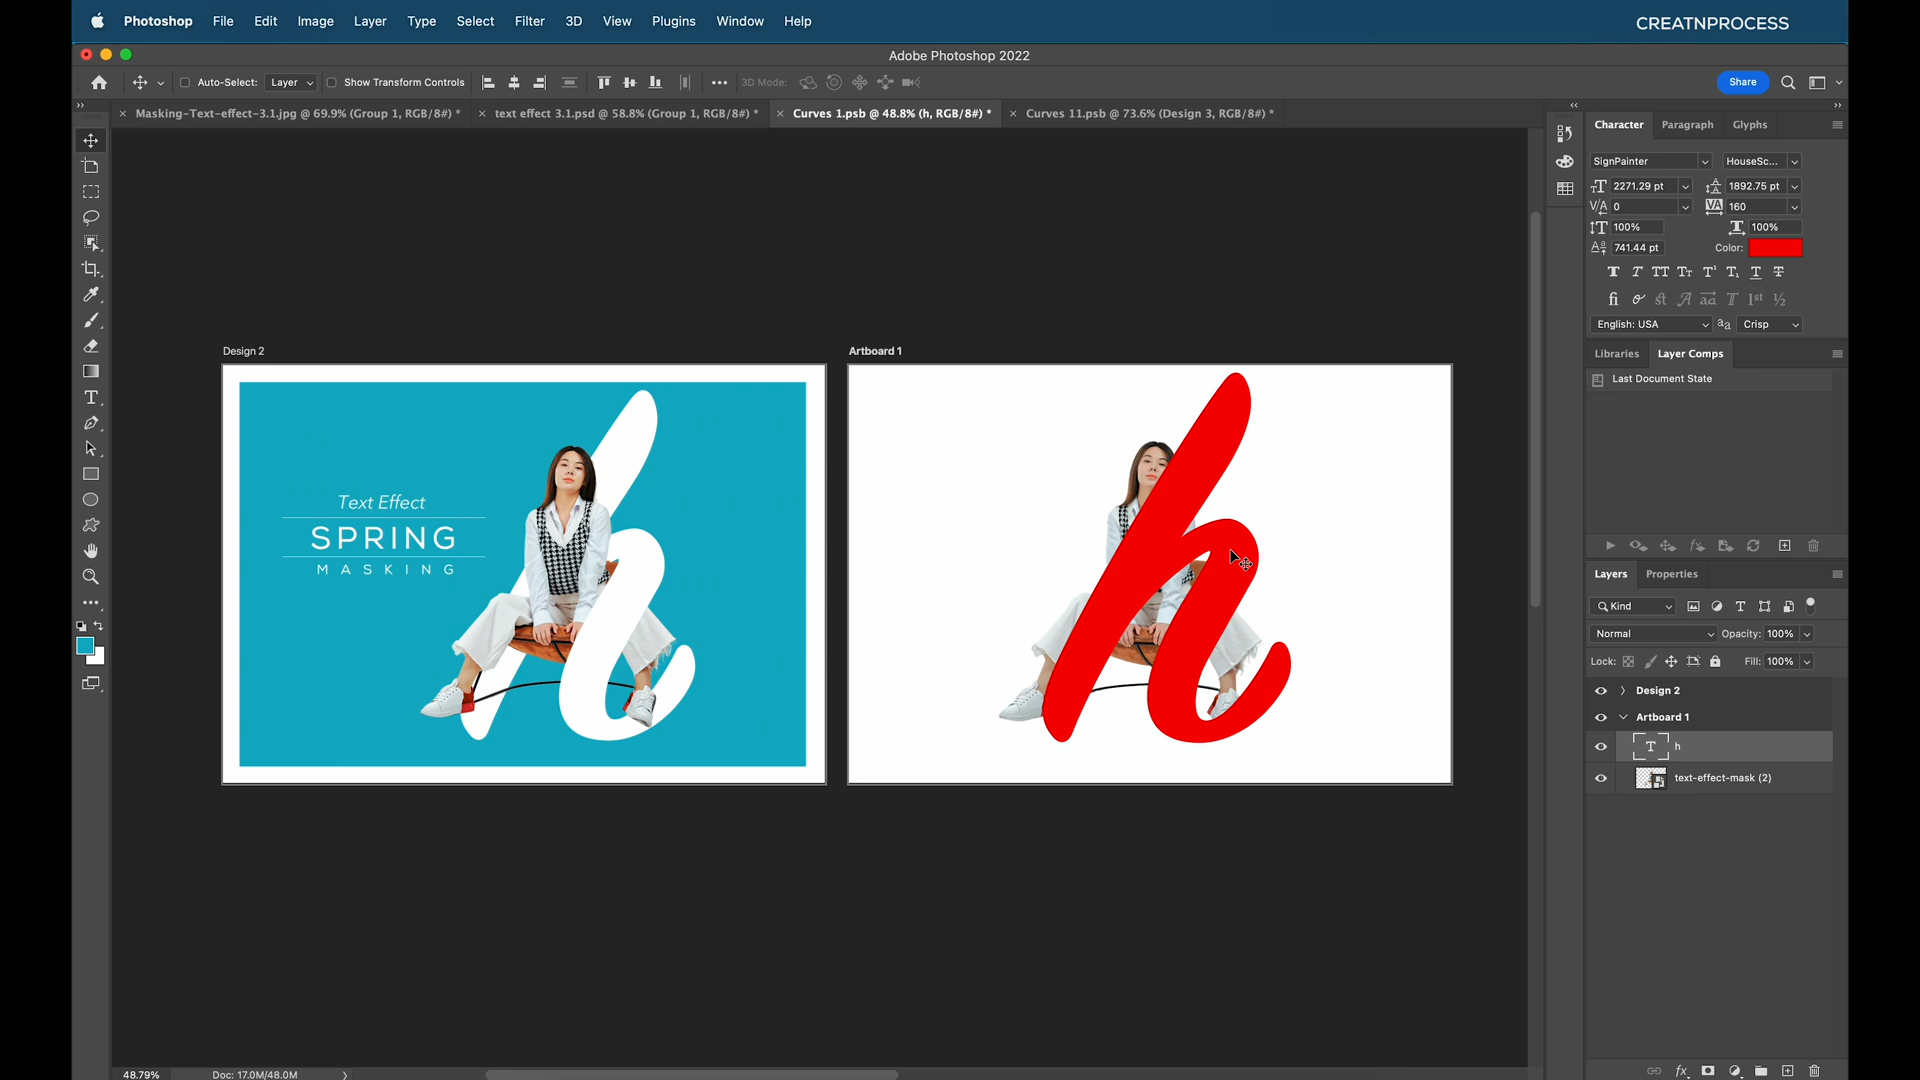 Photoshop File Edit Image Layer Type Select Filter 3D View Plugins Window Help
CREATNPROCESS
Adobe Photoshop 2022
Auto-Select: Layer Show Transform Controls 3D Mode: Share
Masking-Text-effect-3.1.jpg @ 69.9% (Group 1, RGB/8#) * text effect 3.1.psd @ 58.8% (Group 1, RGB/8#) * Curves 1.psb @ 48.8% (h, RGB/8#) * Curves 11.psb @ 73.6% (Design 3, RGB/8#) *
Character Paragraph Glyphs
SignPainter HouseSc...
2271.29 pt 1892.75 pt
0 160
100% 100%
741.44 pt Color:
English: USA Crisp
Libraries Layer Comps
Last Document State
Design 2
Artboard 1
h
Text Effect
SPRING
MASKING
h
Layers Properties
Kind
Normal Opacity: 100%
Lock: Fill: 100%
Design 2
Artboard 1
h
text-effect-mask (2)
48.79% Doc: 17.0M/48.0M